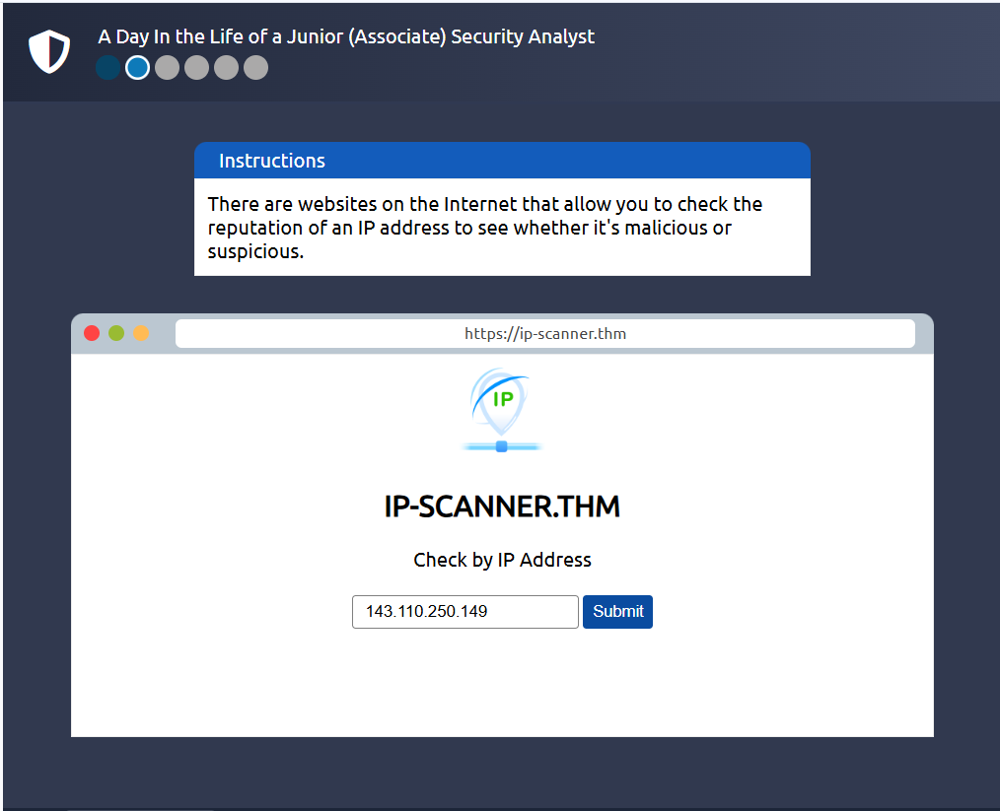 A Day In the Life of a Junior (Associate) Security Analyst
Instructions
There are websites on the Internet that allow you to check the
reputation of an IP address to see whether it's malicious or
suspicious.
https://ip-scanner.thm
IP
IP-SCANNER.THM
Check by IP Address
143.110.250.149
Submit